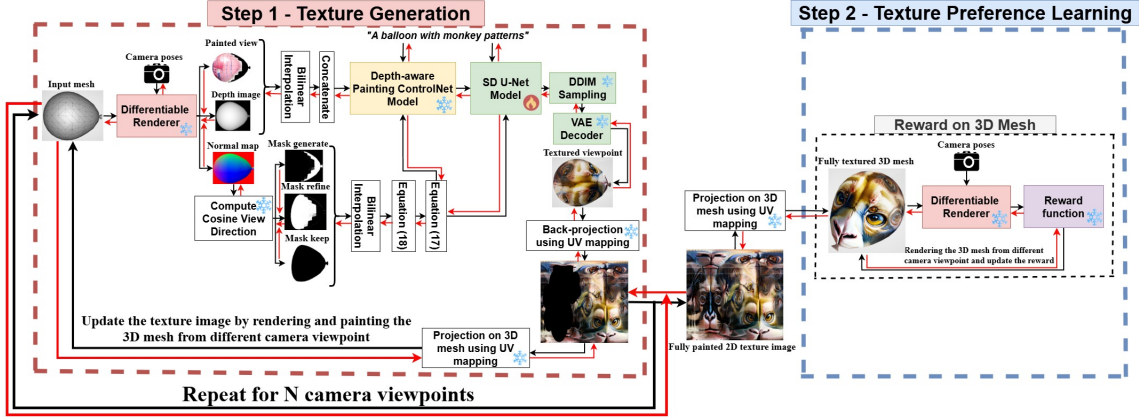 Step 1 - Texture Generation
Step 2 - Texture Preference Learning
"A balloon with monkey patterns"
Input mesh
Camera poses
Differentiable
Renderer
Painted view
Depth image
Normal map
Bilinear
Interpolation
Concatenate
Depth-aware
Painting ControlNet
Model
SD U-Net
Model
DDIM
Sampling
VAE
Decoder
Textured viewpoint
Compute
Cosine View
Direction
Mask generate
Mask refine
Mask keep
Bilinear
Interpolation
Equation (18)
Equation (17)
Back-projection
using UV mapping
Update the texture image by rendering and painting the
3D mesh from different camera viewpoint
Projection on 3D
mesh using UV
mapping
Repeat for N camera viewpoints
Projection on 3D
mesh using UV
mapping
Fully painted 2D texture image
Reward on 3D Mesh
Fully textured 3D mesh
Camera poses
Differentiable
Renderer
Reward
function
Rendering the 3D mesh from different
camera viewpoint and update the reward